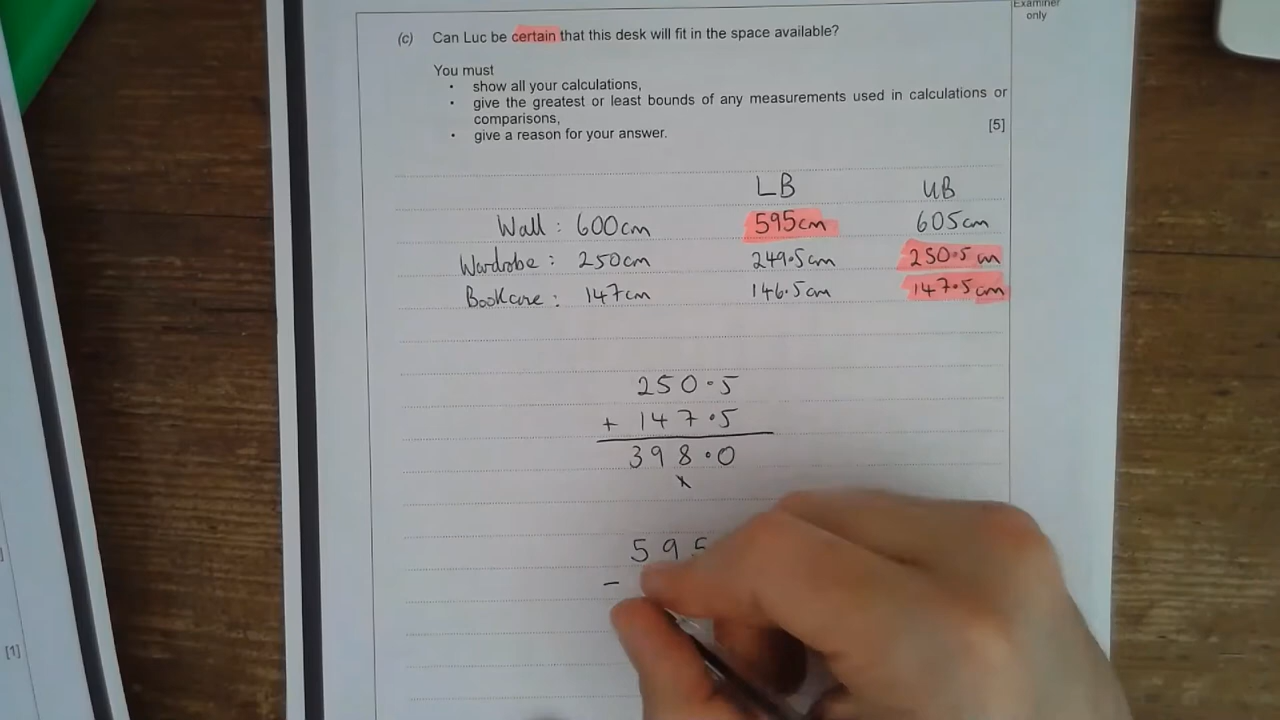 Examiner
only
(c) Can Luc be certain that this desk will fit in the space available?
You must
• show all your calculations,
• give the greatest or least bounds of any measurements used in calculations or
comparisons,
• give a reason for your answer.
[5]
LB UB
Wall : 600cm 595cm 605cm
Wardrobe : 250cm 249.5cm 250.5 m
Bookcase : 147cm 146.5cm 147.5cm
250.5
+ 147.5
398.0
595
−
[1]